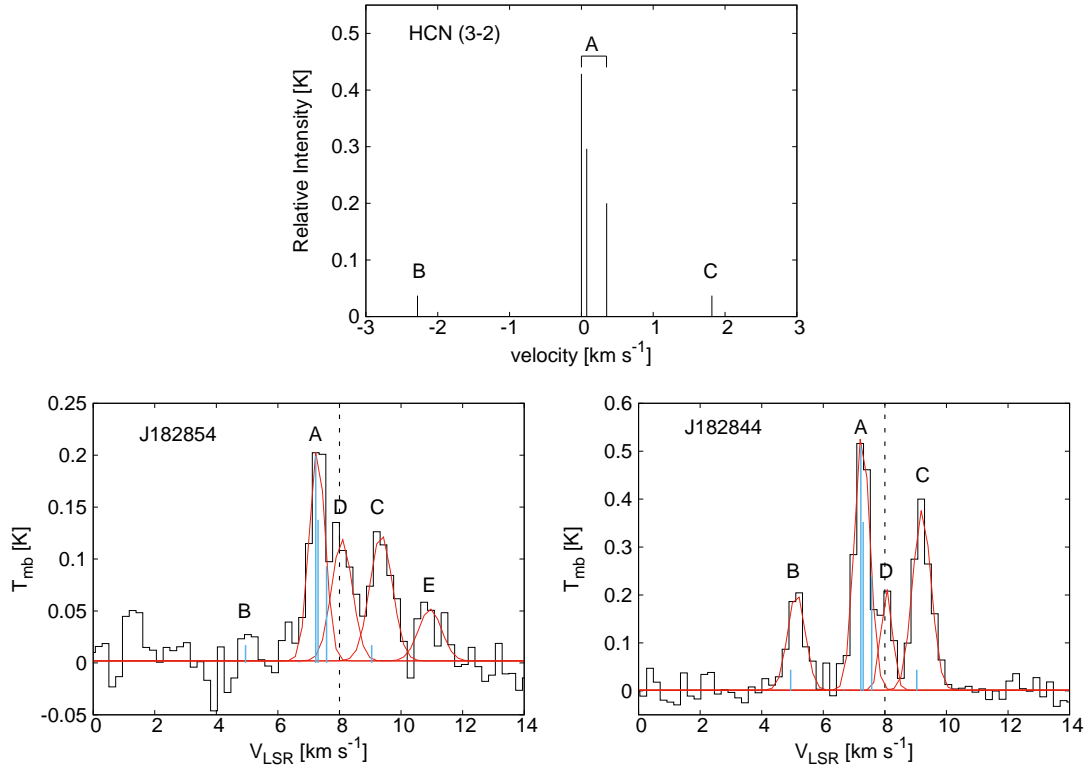 HCN (3-2)
A
B
C
Relative Intensity [K]
0.5
0.4
0.3
0.2
0.1
0
-3 -2 -1 0 1 2 3
velocity [km s-1]
J182854
A
D
C
B
E
Tmb [K]
0.25
0.2
0.15
0.1
0.05
0
-0.05
0 2 4 6 8 10 12 14
VLSR [km s-1]
J182844
A
C
B
D
Tmb [K]
0.6
0.5
0.4
0.3
0.2
0.1
0
0 2 4 6 8 10 12 14
VLSR [km s-1]